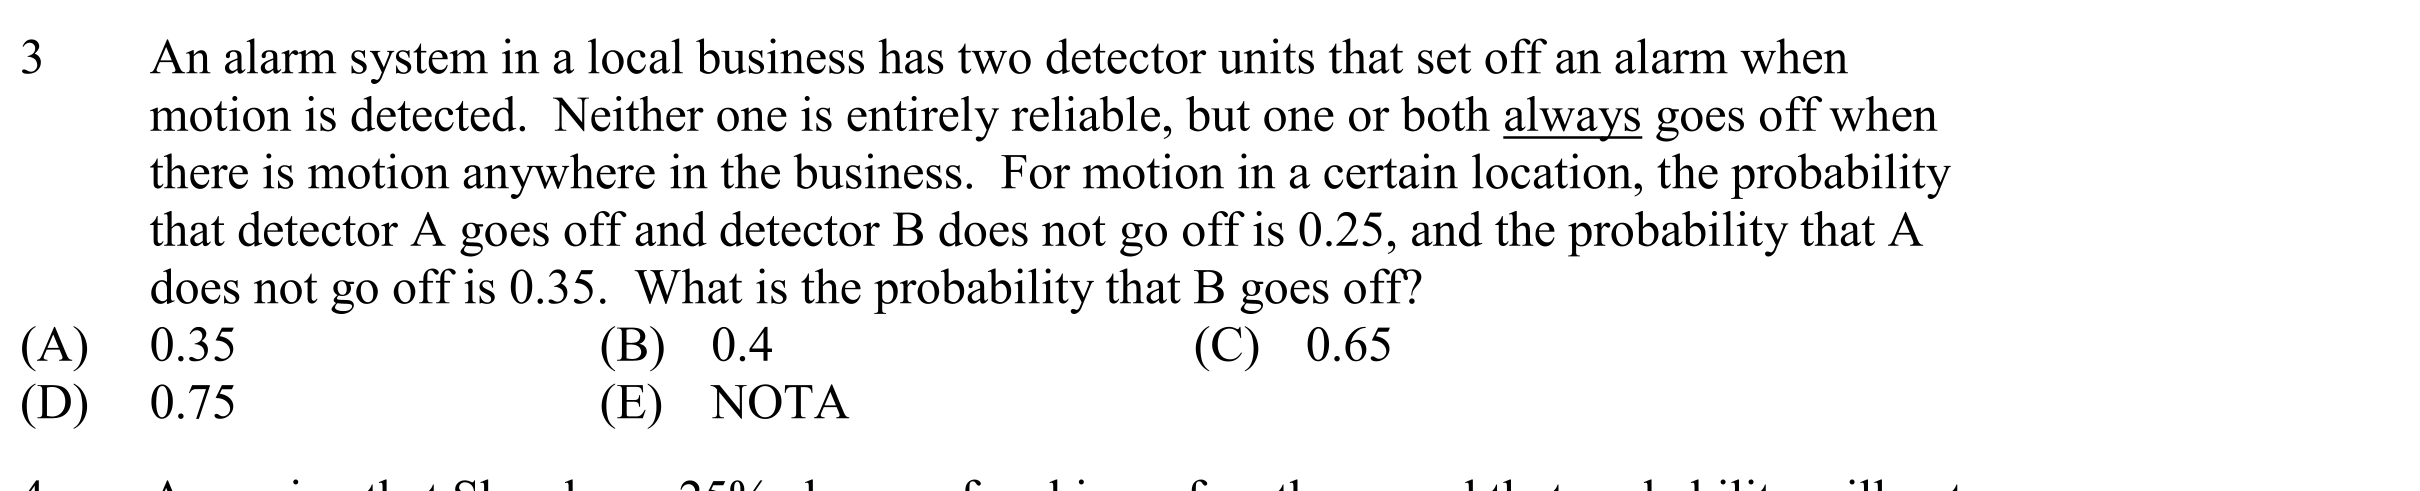 3 An alarm system in a local business has two detector units that set off an alarm when
motion is detected. Neither one is entirely reliable, but one or both always goes off when
there is motion anywhere in the business. For motion in a certain location, the probability
that detector A goes off and detector B does not go off is 0.25, and the probability that A
does not go off is 0.35. What is the probability that B goes off?
(A) 0.35 (B) 0.4 (C) 0.65
(D) 0.75 (E) NOTA